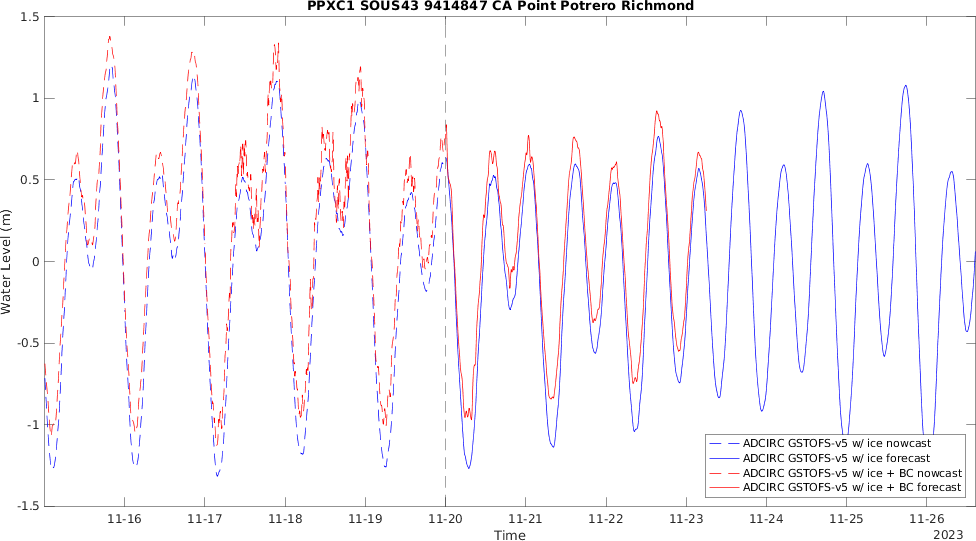 PPXC1 SOUS43 9414847 CA Point Potrero Richmond
1.5
1
0.5
0
-0.5
-1
-1.5
Water Level (m)
11-16
11-17
11-18
11-19
11-20
11-21
11-22
11-23
11-24
11-25
11-26
2023
Time
ADCIRC GSTOFS-v5 w/ ice nowcast
ADCIRC GSTOFS-v5 w/ ice forecast
ADCIRC GSTOFS-v5 w/ ice + BC nowcast
ADCIRC GSTOFS-v5 w/ ice + BC forecast